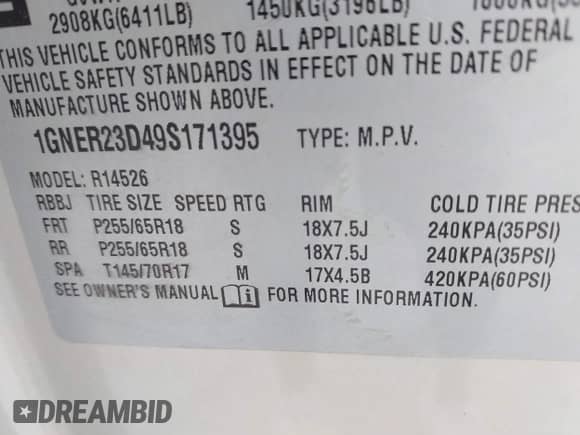 2908KG(6411LB) 1450KG(3196LB)
THIS VEHICLE CONFORMS TO ALL APPLICABLE U.S. FEDERAL
VEHICLE SAFETY STANDARDS IN EFFECT ON THE DATE OF
MANUFACTURE SHOWN ABOVE.
1GNER23D49S171395 TYPE: M.P.V.
MODEL: R14526
RBBJ TIRE SIZE SPEED RTG RIM COLD TIRE PRES
FRT P255/65R18 S 18X7.5J 240KPA(35PSI)
RR P255/65R18 S 18X7.5J 240KPA(35PSI)
SPA T145/70R17 M 17X4.5B 420KPA(60PSI)
SEE OWNER'S MANUAL FOR MORE INFORMATION.
DREAMBID